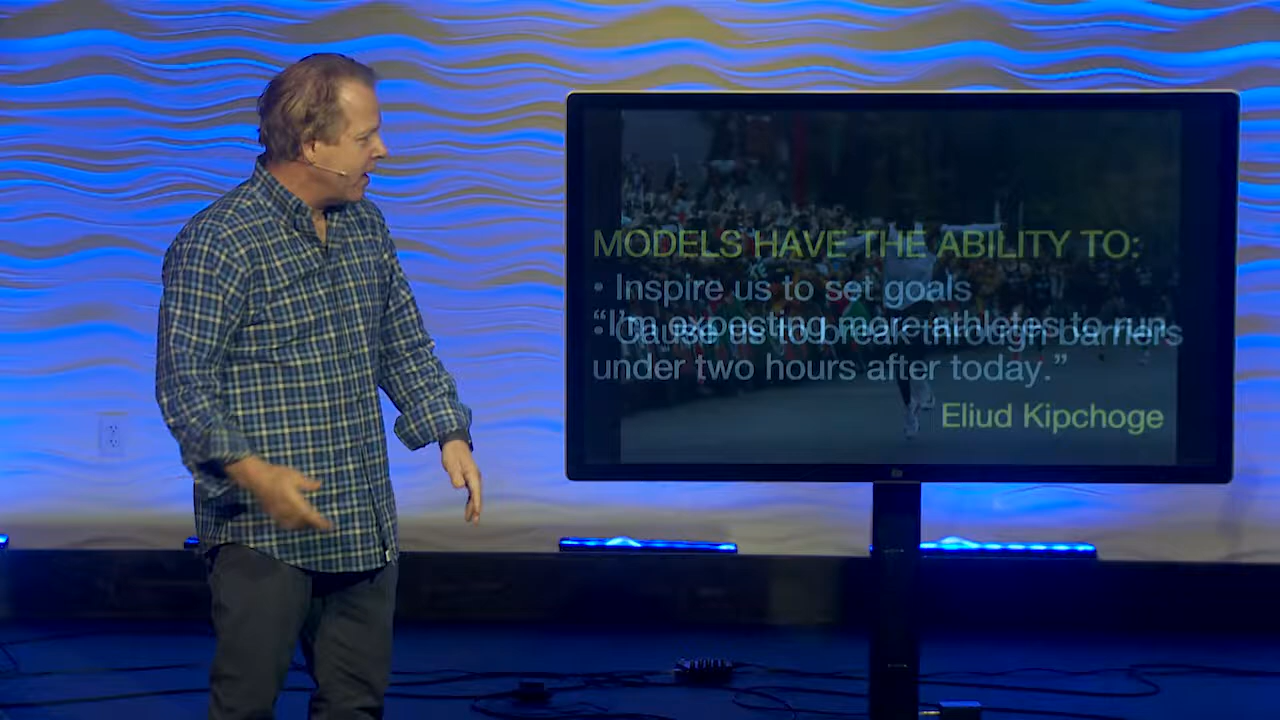 MODELS HAVE THE ABILITY TO:
• Inspire us to set goals
“I’m expecting more athletes to run
• Cause us to break through barriers
under two hours after today.”
Eliud Kipchoge